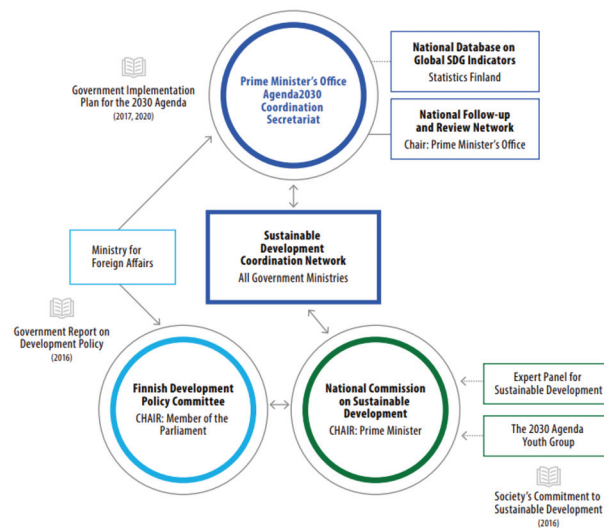 Government Implementation
Plan for the 2030 Agenda
(2017, 2020)
Prime Minister's Office
Agenda2030
Coordination
Secretariat
National Database on
Global SDG Indicators
Statistics Finland
National Follow-up
and Review Network
Chair: Prime Minister's Office
Ministry for
Foreign Affairs
Sustainable
Development
Coordination Network
All Government Ministries
Government Report on
Development Policy
(2016)
Finnish Development
Policy Committee
CHAIR: Member of the
Parliament
National Commission
on Sustainable
Development
CHAIR: Prime Minister
Expert Panel for
Sustainable Development
The 2030 Agenda
Youth Group
Society's Commitment to
Sustainable Development
(2016)